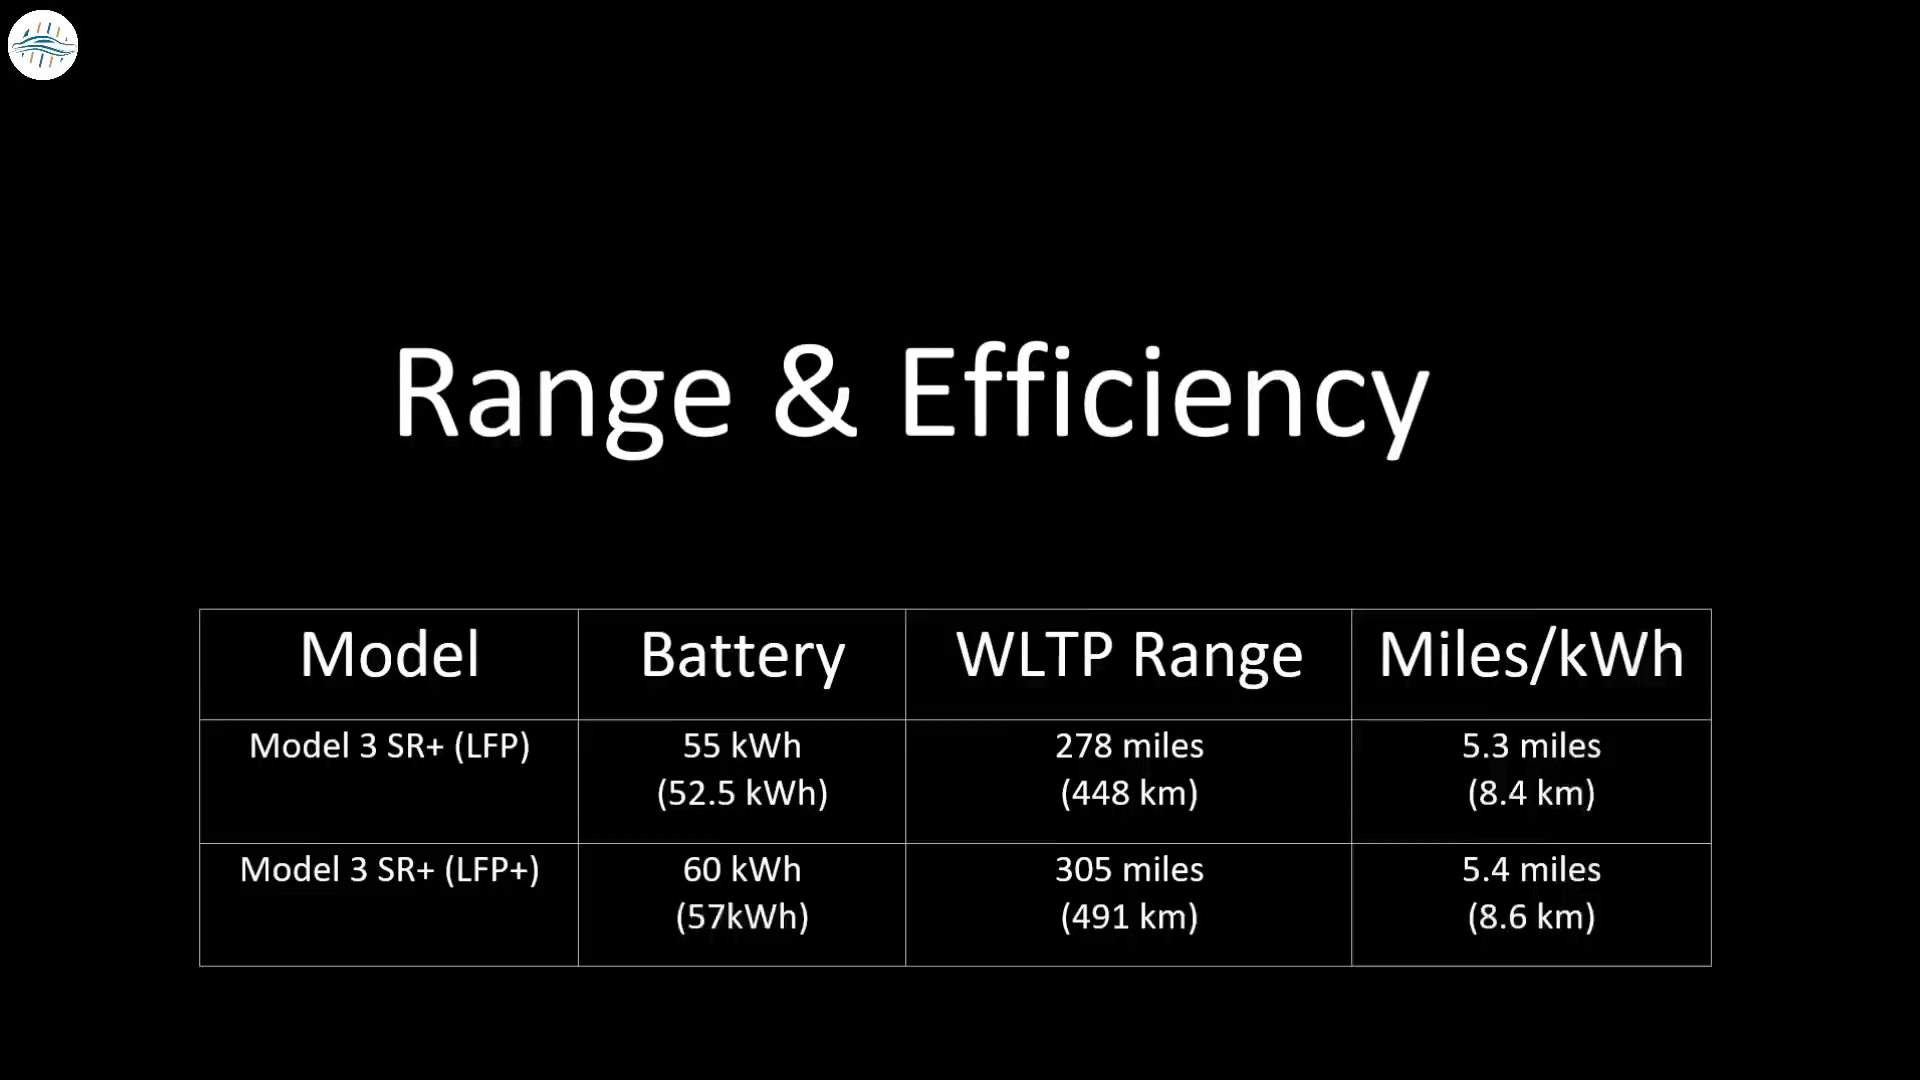 Range & Efficiency
Model Battery WLTP Range Miles/kWh
Model 3 SR+ (LFP) 55 kWh 278 miles 5.3 miles
(52.5 kWh) (448 km) (8.4 km)
Model 3 SR+ (LFP+) 60 kWh 305 miles 5.4 miles
(57kWh) (491 km) (8.6 km)